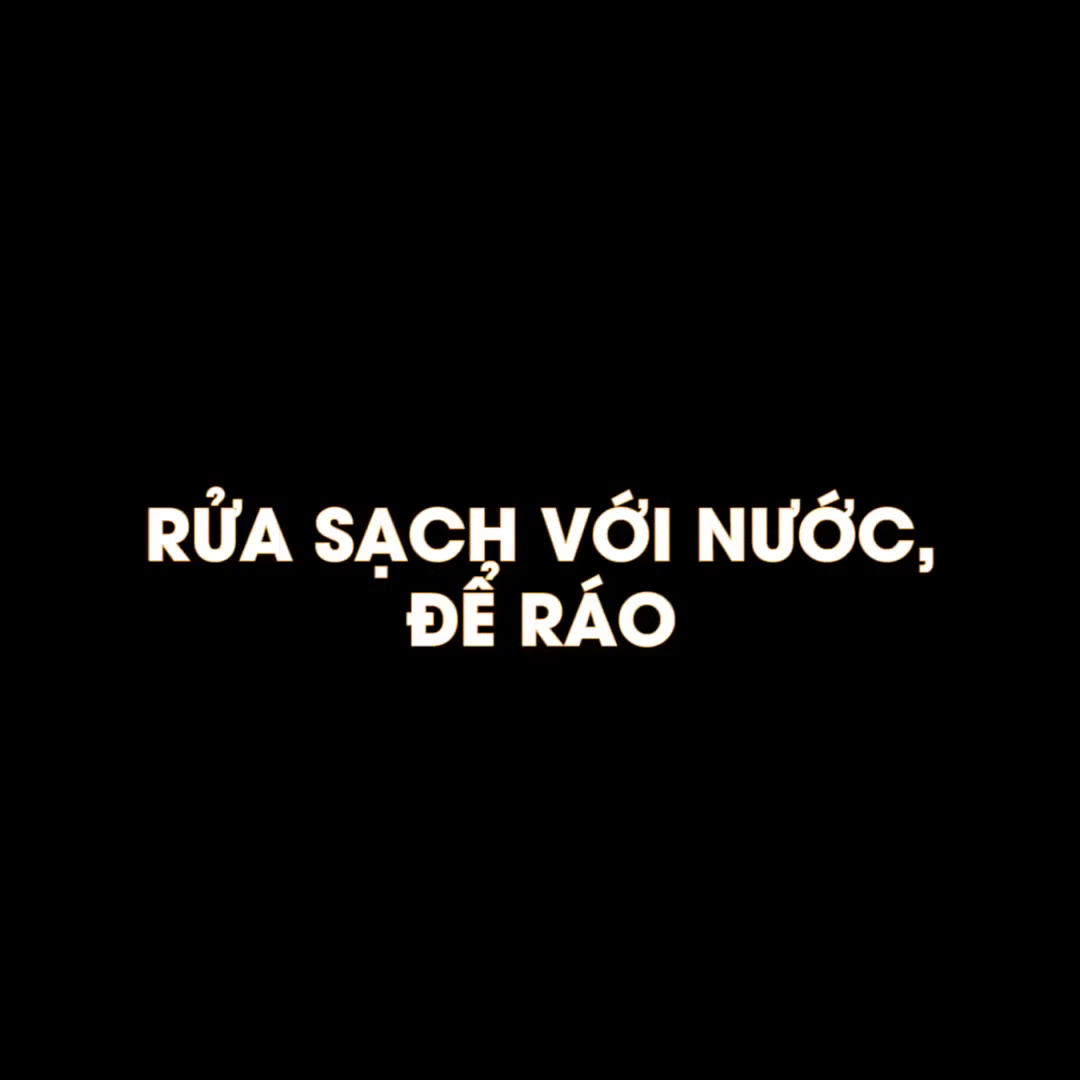 RỬA SẠCH VỚI NƯỚC,
ĐỂ RÁO